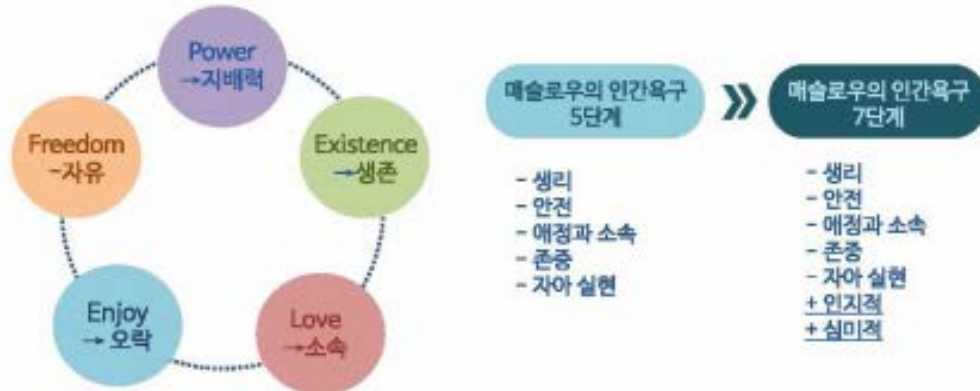 Power
→지배력
Freedom
-자유
Existence
→생존
Enjoy
→ 오락
Love
→소속
매슬로우의 인간욕구
5단계
- 생리
- 안전
- 애정과 소속
- 존중
- 자아 실현
매슬로우의 인간욕구
7단계
- 생리
- 안전
- 애정과 소속
- 존중
- 자아 실현
+ 인지적
+ 심미적